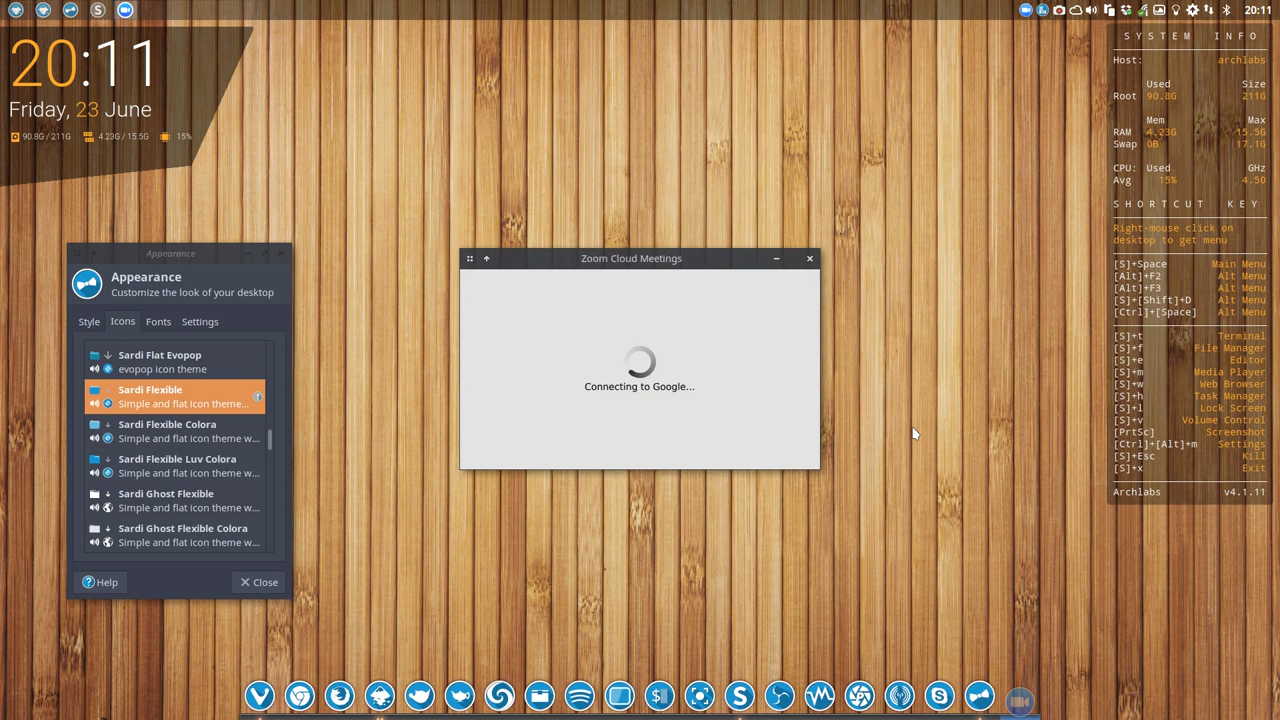 20:11
20:11
Friday, 23 June
90.8G / 211G 4.23G / 15.5G 15%
SYSTEM INFO
Host: archlabs
Used Size
Root 90.8G 211G
Mem Max
RAM 4.23G 15.5G
Swap 0B 17.1G
CPU: Used GHz
Avg 15% 4.50
SHORTCUT KEY
Right-mouse click on
desktop to get menu
[S]+Space Main Menu
[Alt]+F2 Alt Menu
[Alt]+F3 Alt Menu
[S]+[Shift]+D Alt Menu
[Ctrl]+[Space] Alt Menu
[S]+t Terminal
[S]+f File Manager
[S]+e Editor
[S]+m Media Player
[S]+w Web Browser
[S]+h Task Manager
[S]+l Lock Screen
[S]+v Volume Control
[PrtSc] Screenshot
[Ctrl]+[Alt]+m Settings
[S]+Esc Kill
[S]+x Exit
Archlabs v4.1.11
Appearance
Appearance
Customize the look of your desktop
Style Icons Fonts Settings
Sardi Flat Evopop
evopop icon theme
Sardi Flexible
Simple and flat icon theme...
Sardi Flexible Colora
Simple and flat icon theme w...
Sardi Flexible Luv Colora
Simple and flat icon theme w...
Sardi Ghost Flexible
Simple and flat icon theme w...
Sardi Ghost Flexible Colora
Simple and flat icon theme w...
Help Close
Zoom Cloud Meetings
Connecting to Google...